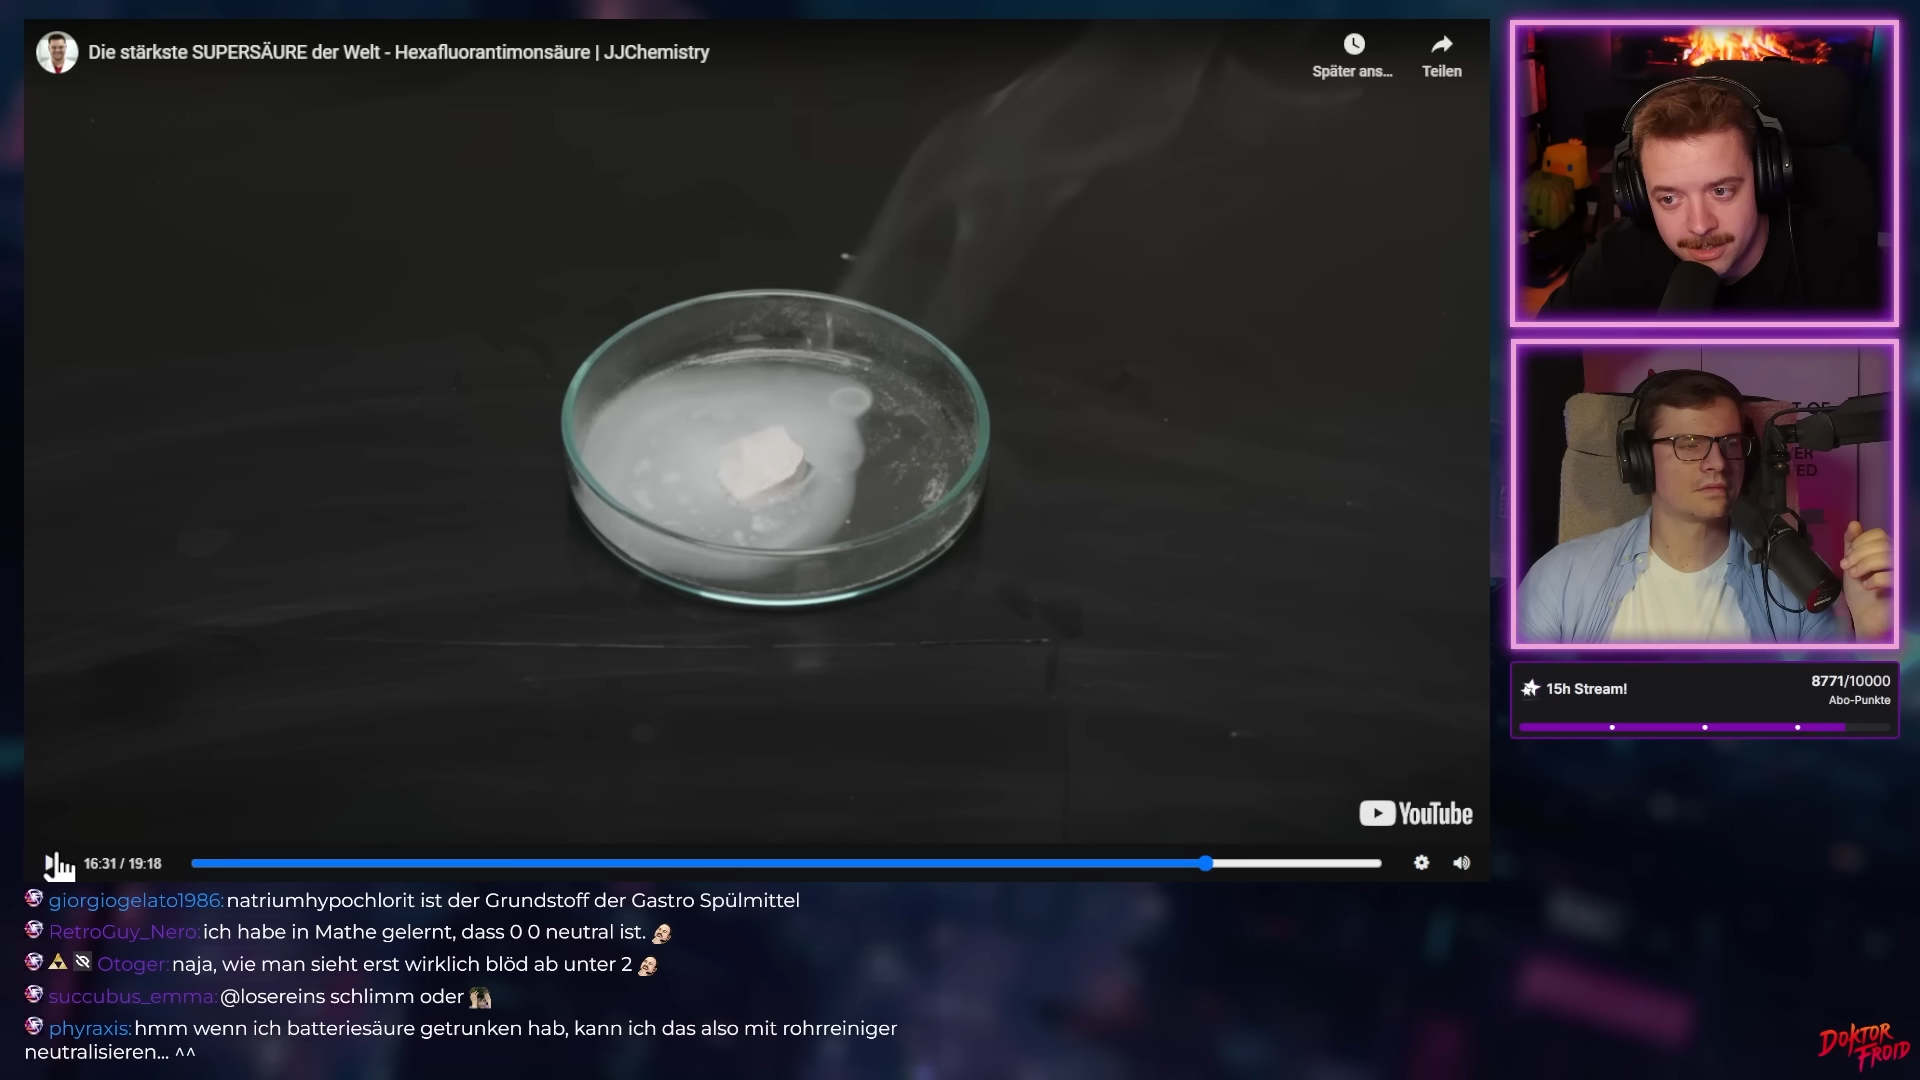 Die stärkste SUPERSÄURE der Welt - Hexafluorantimonsäure | JJChemistry
Später ans...
Teilen
YouTube
16:31 / 19:18
15h Stream!
8771/10000
Abo-Punkte
giorgiogelato1986: natriumhypochlorit ist der Grundstoff der Gastro Spülmittel
RetroGuy_Nero: ich habe in Mathe gelernt, dass 0 0 neutral ist.
Otoger: naja, wie man sieht erst wirklich blöd ab unter 2
succubus_emma: @losereins schlimm oder
phyraxis: hmm wenn ich batteriesäure getrunken hab, kann ich das also mit rohrreiniger
neutralisieren... ^^
DOKTOR
FROID